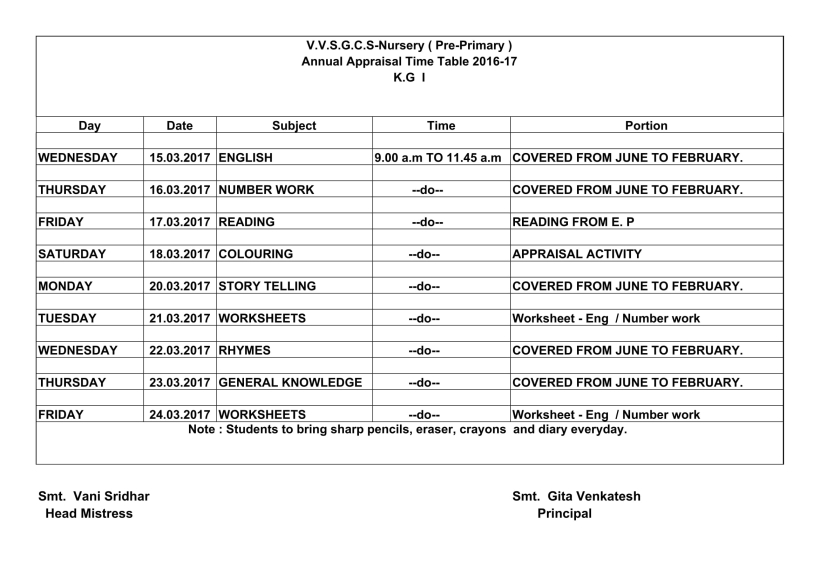 V.V.S.G.C.S-Nursery ( Pre-Primary )
Annual Appraisal Time Table 2016-17
K.G I
Day Date Subject Time Portion
WEDNESDAY 15.03.2017 ENGLISH 9.00 a.m TO 11.45 a.m COVERED FROM JUNE TO FEBRUARY.
THURSDAY 16.03.2017 NUMBER WORK --do-- COVERED FROM JUNE TO FEBRUARY.
FRIDAY 17.03.2017 READING --do-- READING FROM E. P
SATURDAY 18.03.2017 COLOURING --do-- APPRAISAL ACTIVITY
MONDAY 20.03.2017 STORY TELLING --do-- COVERED FROM JUNE TO FEBRUARY.
TUESDAY 21.03.2017 WORKSHEETS --do-- Worksheet - Eng / Number work
WEDNESDAY 22.03.2017 RHYMES --do-- COVERED FROM JUNE TO FEBRUARY.
THURSDAY 23.03.2017 GENERAL KNOWLEDGE --do-- COVERED FROM JUNE TO FEBRUARY.
FRIDAY 24.03.2017 WORKSHEETS --do-- Worksheet - Eng / Number work
Note : Students to bring sharp pencils, eraser, crayons and diary everyday.
Smt. Vani Sridhar Smt. Gita Venkatesh
Head Mistress Principal